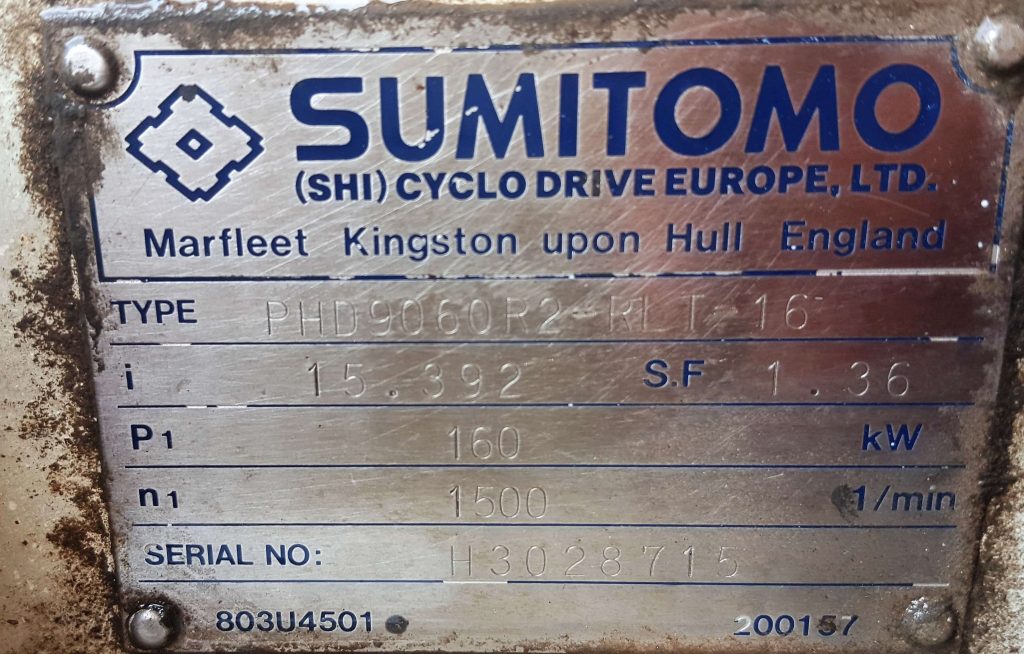 SUMITOMO
(SHI) CYCLO DRIVE EUROPE, LTD.
Marfleet Kingston upon Hull England
TYPE PHD9060R2-RLT-16
i 15.392 S.F 1.36
P1 160 kW
n1 1500 1/min
SERIAL NO: H3028715
803U4501 200157